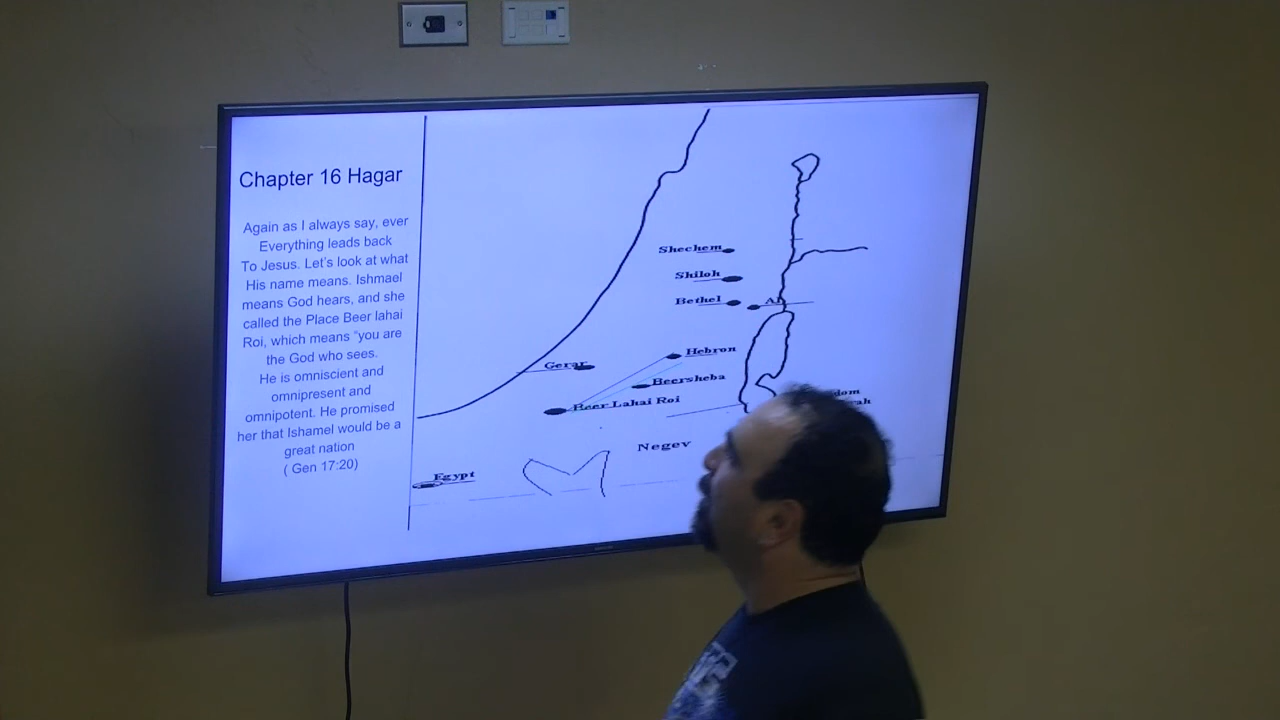 Chapter 16 Hagar
Again as I always say, ever
Everything leads back
To Jesus. Let's look at what
His name means. Ishmael
means God hears, and she
called the Place Beer lahai
Roi, which means “you are
the God who sees.
He is omniscient and
omnipresent and
omnipotent. He promised
her that Ishamel would be a
great nation
( Gen 17:20)
Shechem
Shiloh
Bethel
Hebron
Gerar
Beersheba
Beer Lahai Roi
Negev
Egypt